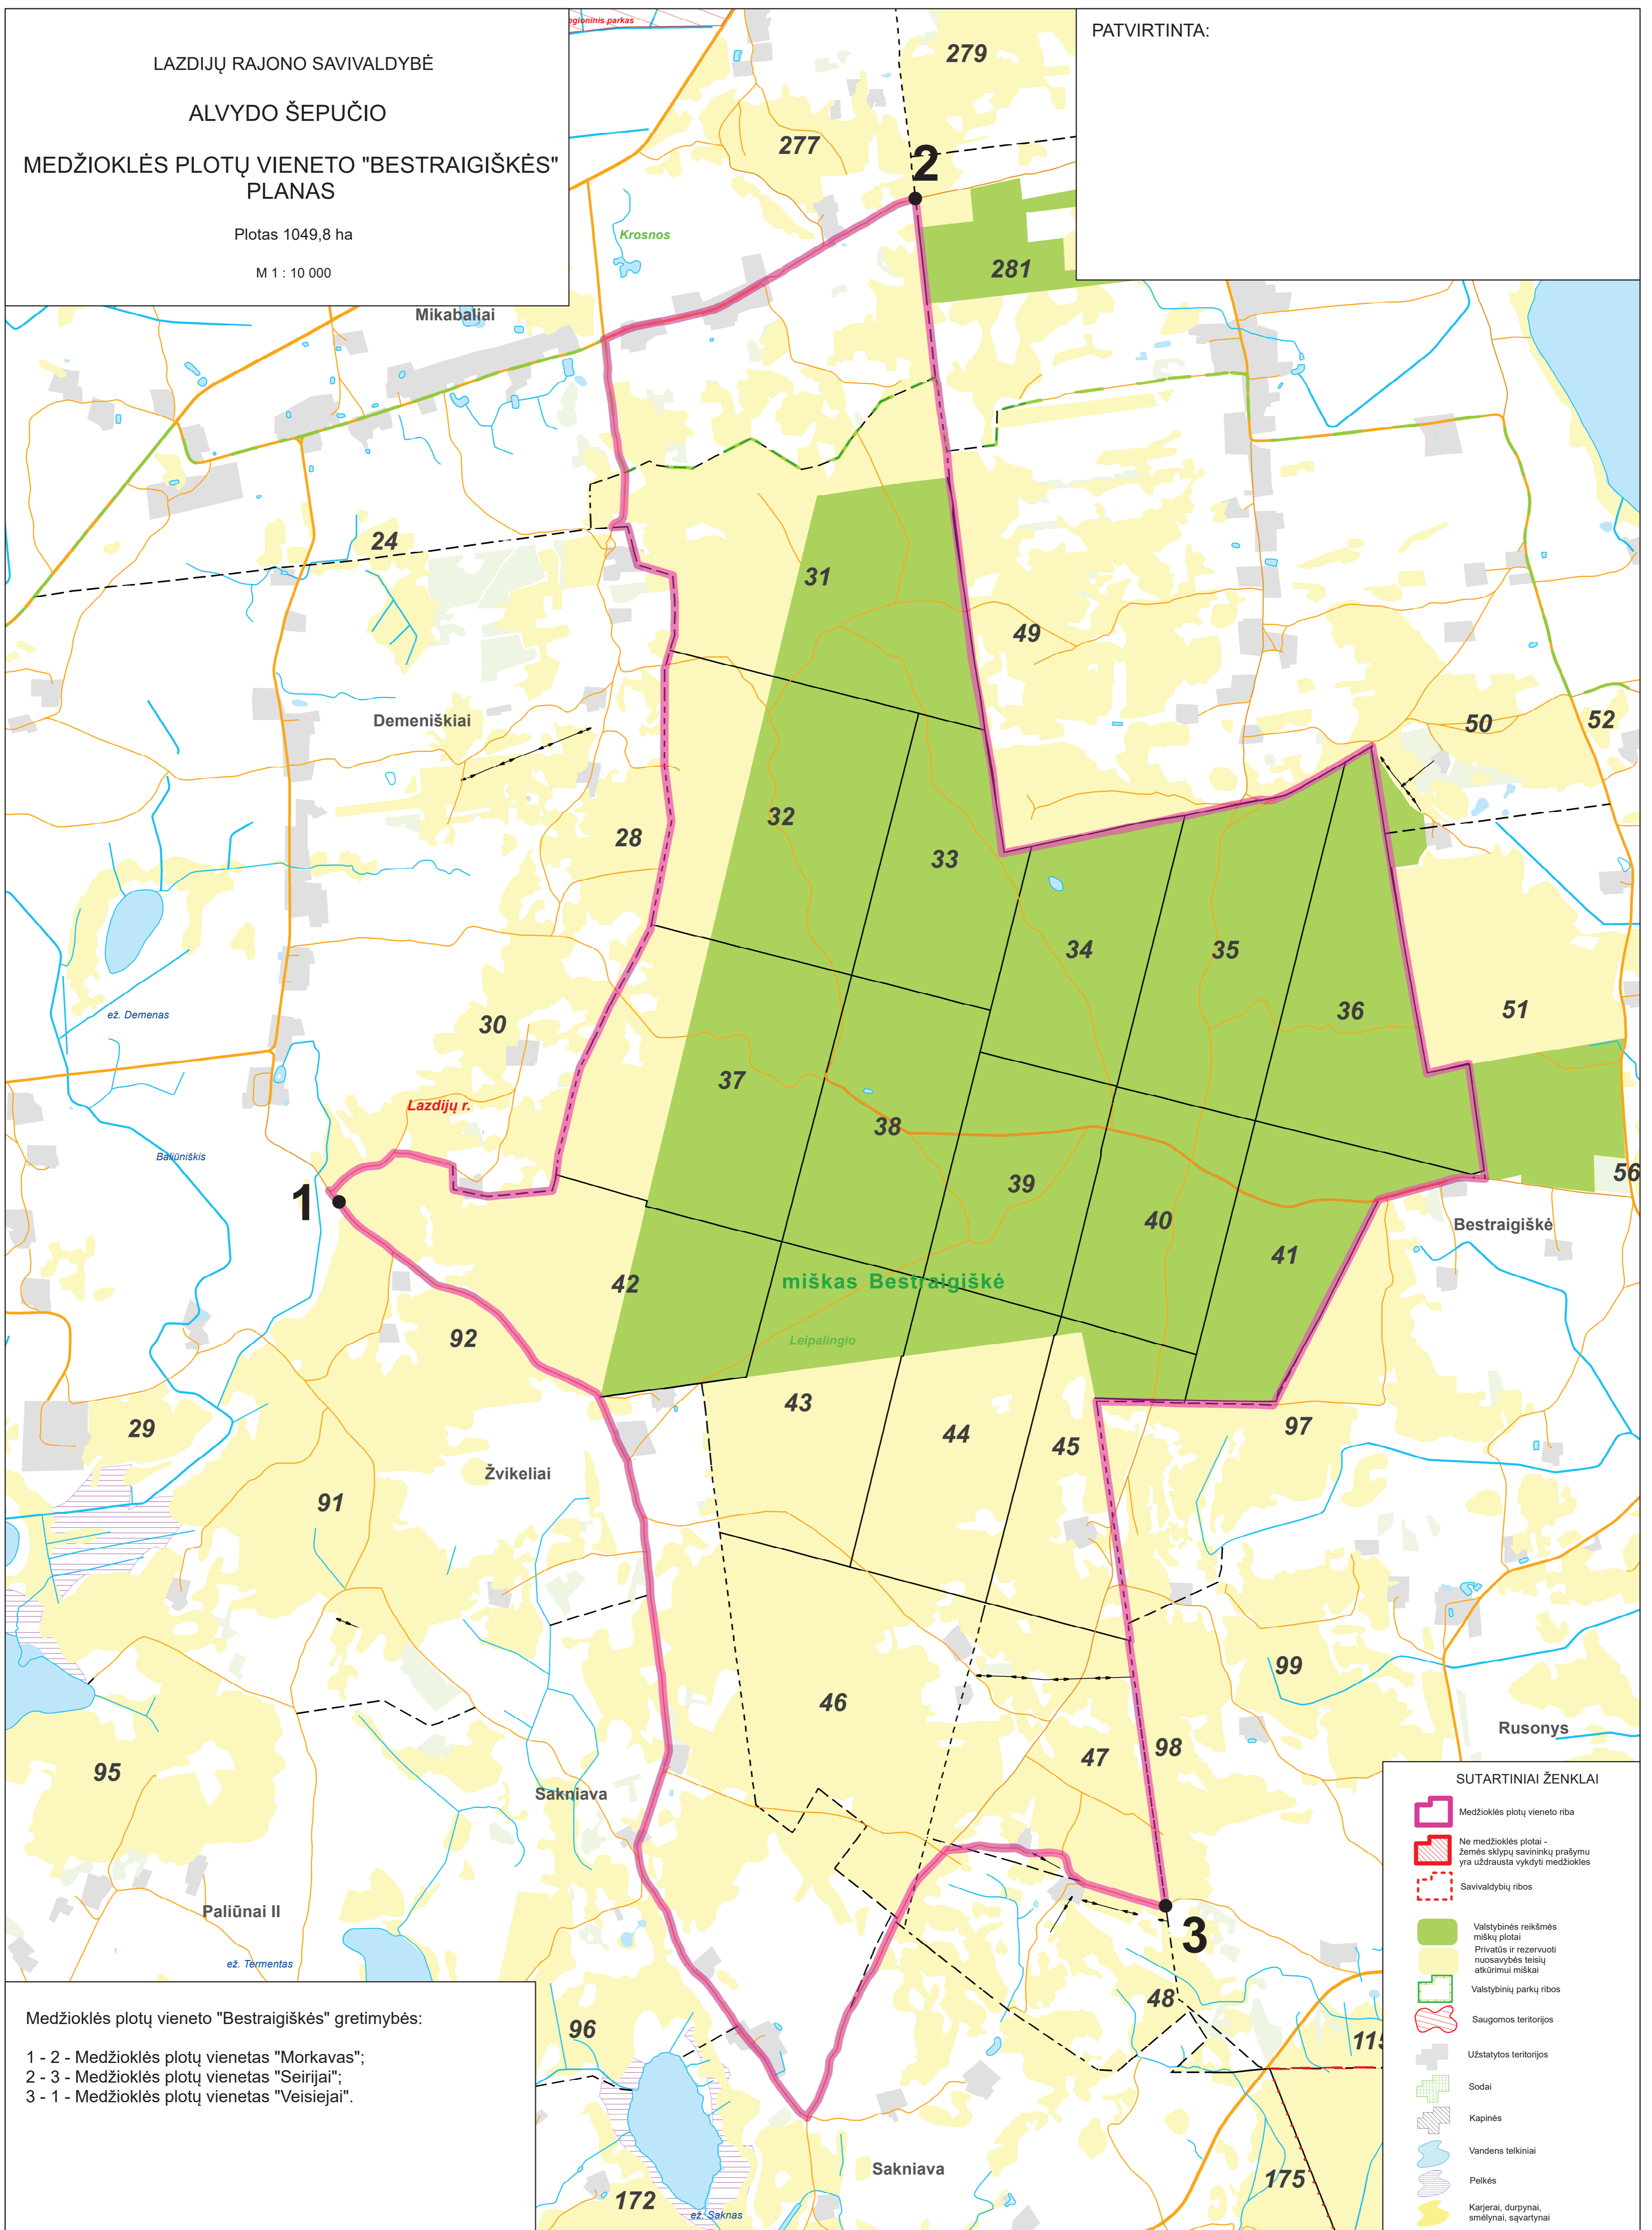 LAZDIJŲ RAJONO SAVIVALDYBĖ
ALVYDO ŠEPUČIO
MEDŽIOKLĖS PLOTŲ VIENETO "BESTRAIGIŠKĖS"
PLANAS
Plotas 1049,8 ha
M 1 : 10 000
PATVIRTINTA:
parkas
279
277
2
Krosnos
281
Mikabaliai
24
31
49
Demeniškiai
50
52
32
28
33
34
35
36
51
ež. Demenas
30
37
Lazdijų r.
38
Baliūniškis
39
56
1
40
Bestraigiškė
41
42
miškas Bestraigiškė
92
Leipalingio
43
29
44
97
45
Žvikeliai
91
99
46
Rusonys
98
47
95
Sakniava
Paliūnai II
3
ež. Termentas
48
96
115
Sakniava
175
172
ež. Saknas
Medžioklės plotų vieneto "Bestraigiškės" gretimybės:
1 - 2 - Medžioklės plotų vienetas "Morkavas";
2 - 3 - Medžioklės plotų vienetas "Seirijai";
3 - 1 - Medžioklės plotų vienetas "Veisiejai".
SUTARTINIAI ŽENKLAI
Medžioklės plotų vieneto riba
Ne medžioklės plotai -
žemės sklypų savininkų prašymu
yra uždrausta vykdyti medžiokles
Savivaldybių ribos
Valstybinės reikšmės
miškų plotai
Privatūs ir rezervuoti
nuosavybės teisių
atkūrimui miškai
Valstybinių parkų ribos
Saugomos teritorijos
Užstatytos teritorijos
Sodai
Kapinės
Vandens telkiniai
Pelkės
Karjerai, durpynai,
smėlynai, sąvartynai